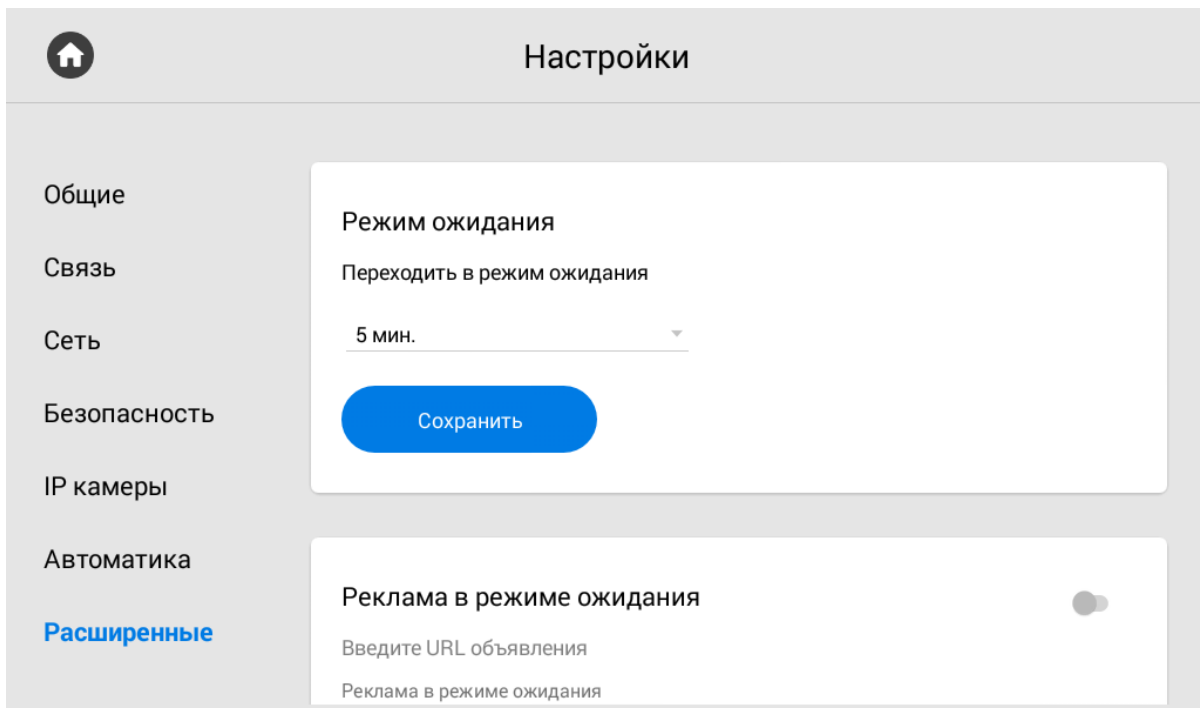 Настройки
Общие
Связь
Сеть
Безопасность
IP камеры
Автоматика
Расширенные
Режим ожидания
Переходить в режим ожидания
5 мин.
Сохранить
Реклама в режиме ожидания
Введите URL объявления
Реклама в режиме ожидания